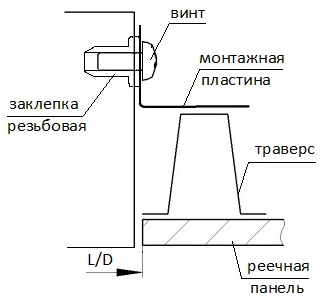 винт
монтажная
пластина
заклепка
резьбовая
траверс
L/D
реечная
панель